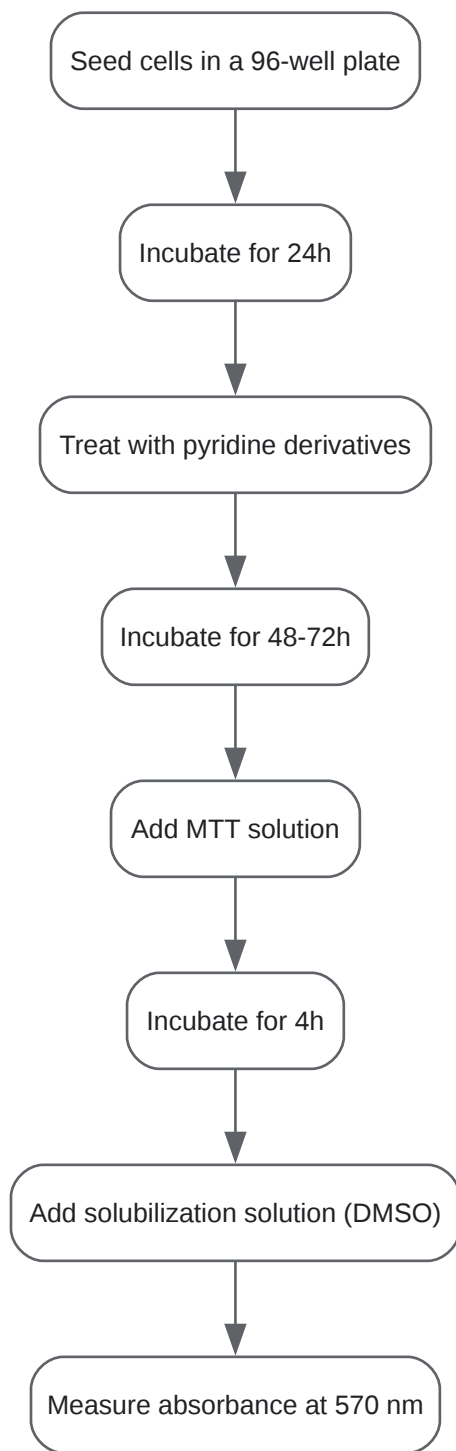 Seed cells in a 96-well plate
Incubate for 24h
Treat with pyridine derivatives
Incubate for 48-72h
Add MTT solution
Incubate for 4h
Add solubilization solution (DMSO)
Measure absorbance at 570 nm